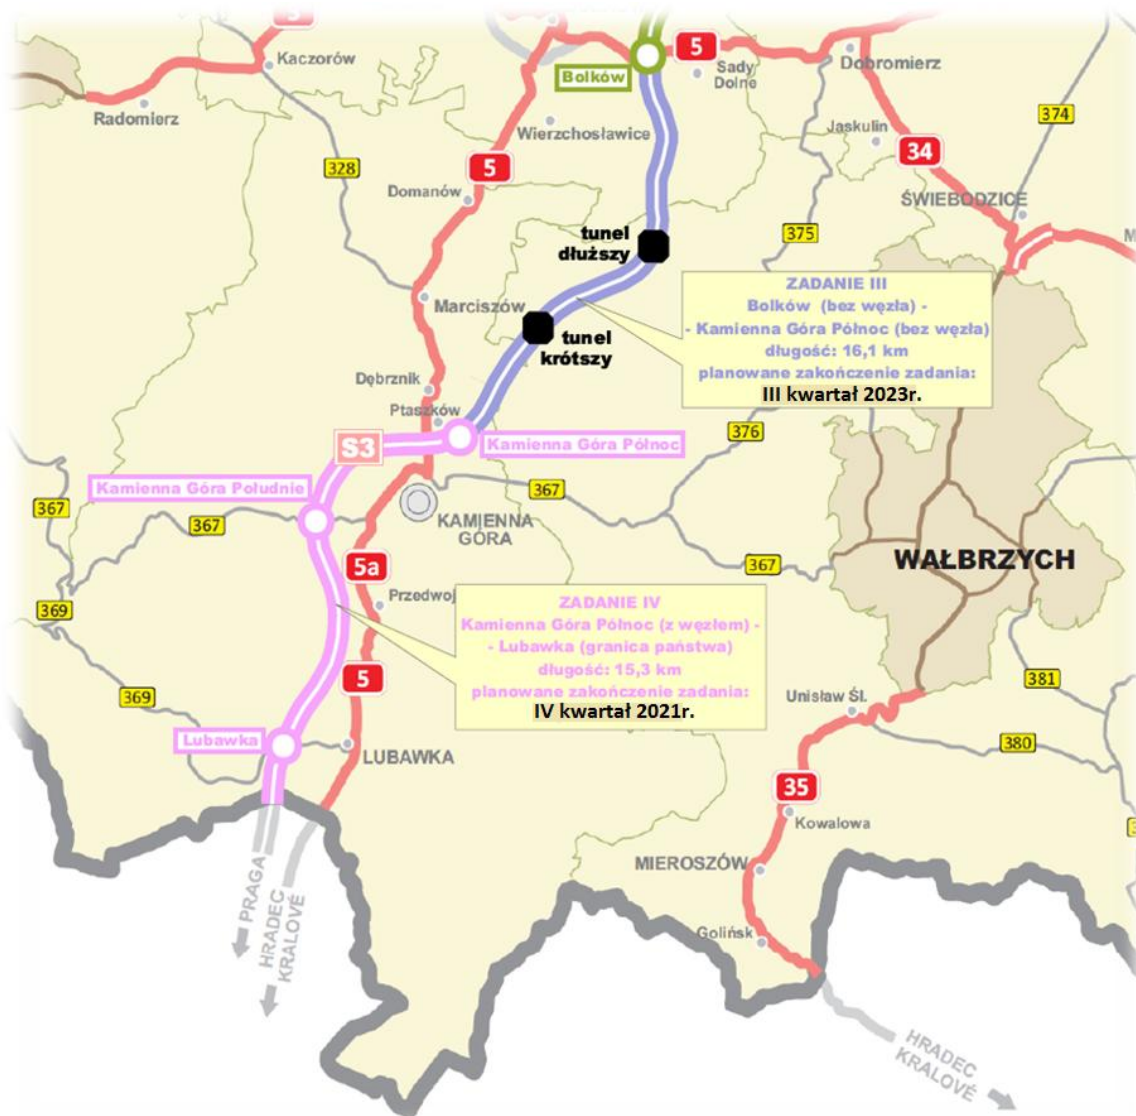 5
Kaczorów
Bolków
Sady
Dolne
Dobromierz
Radomierz
Wierzchosławice
Jaskulin
374
328
5
34
Domanów
ŚWIEBODZICE
tunel
dłuższy
375
ZADANIE III
Bolków (bez węzła) -
- Kamienna Góra Północ (bez węzła)
długość: 16,1 km
planowane zakończenie zadania:
III kwartał 2023r.
Marciszów
tunel
krótszy
Dębrznik
Ptaszków
376
S3
Kamienna Góra Północ
Kamienna Góra Południe
367
367
367
KAMIENNA
GÓRA
WAŁBRZYCH
5a
367
369
Przedwoj
ZADANIE IV
Kamienna Góra Północ (z węzłem) -
- Lubawka (granica państwa)
długość: 15,3 km
planowane zakończenie zadania:
IV kwartał 2021r.
5
369
381
Unisław Śl.
Lubawka
LUBAWKA
380
35
Kowalowa
MIEROSZÓW
PRAGA
HRADEC
KRALOVÉ
Golińsk
HRADEC
KRALOVÉ